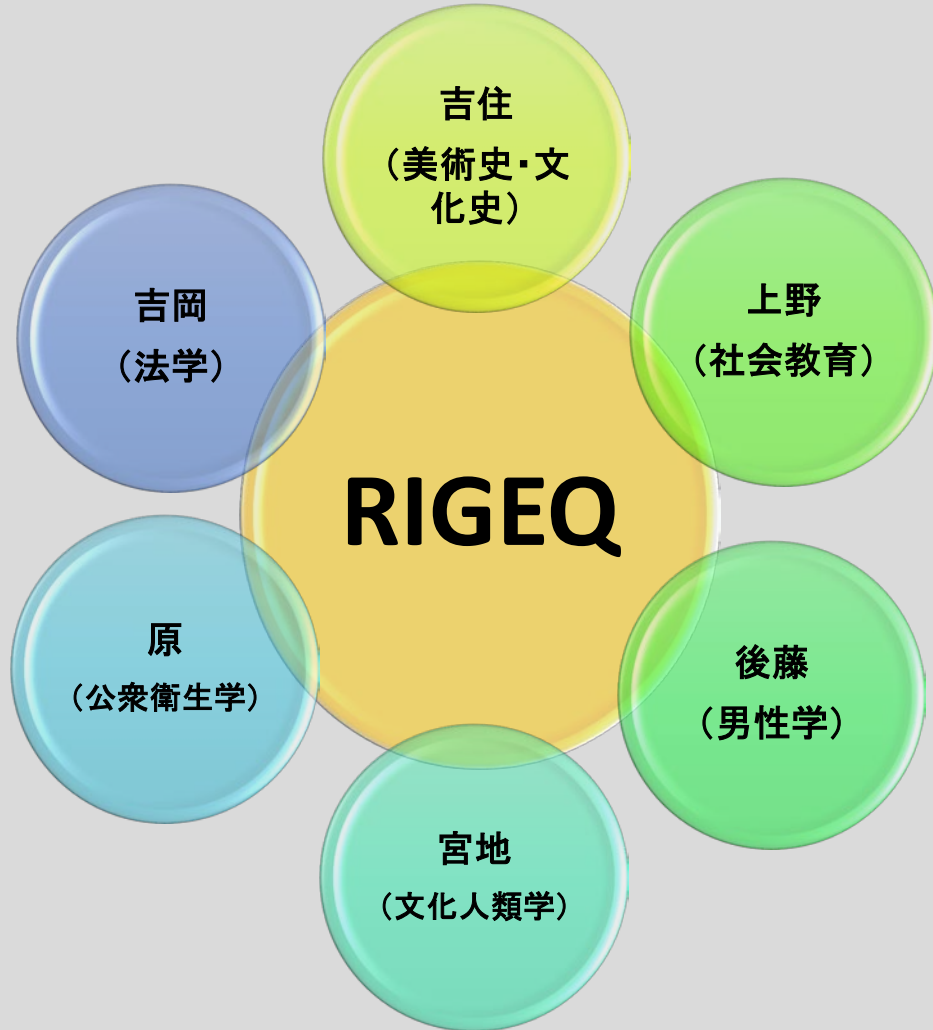 吉住
（美術史・文
化史）
上野
（社会教育）
後藤
（男性学）
宮地
（文化人類学）
原
（公衆衛生学）
吉岡
（法学）
RIGEQ